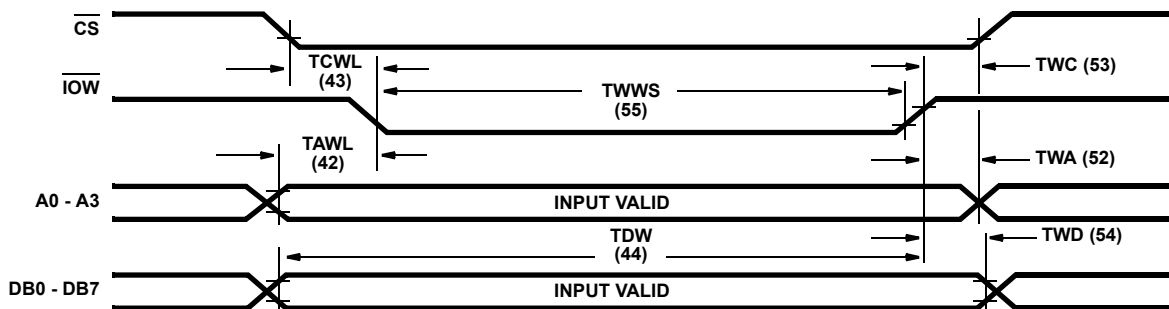 CS
TCWL
(43)
TWC (53)
IOW
TWWS
(55)
TAWL
(42)
TWA (52)
A0 - A3
INPUT VALID
TDW
(44)
TWD (54)
DB0 - DB7
INPUT VALID